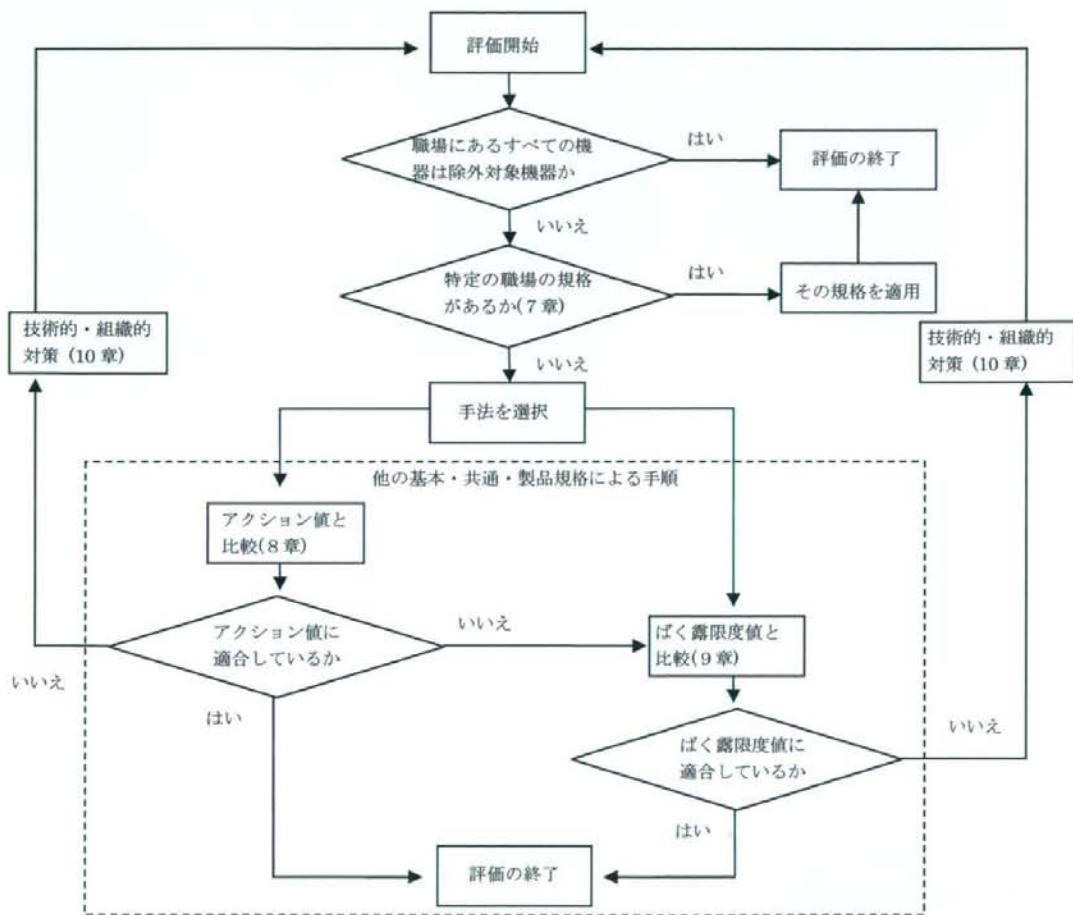 評価開始
職場にあるすべての機
器は除外対象機器か
はい
評価の終了
いいえ
特定の職場の規格
があるか(7章)
はい
その規格を適用
技術的・組織的
対策 (10 章)
技術的・組織的
対策 (10 章)
いいえ
手法を選択
他の基本・共通・製品規格による手順
アクション値と
比較(8章)
アクション値に
適合しているか
いいえ
ばく露限度値と
比較(9章)
いいえ
はい
ばく露限度値に
適合しているか
いいえ
はい
評価の終了